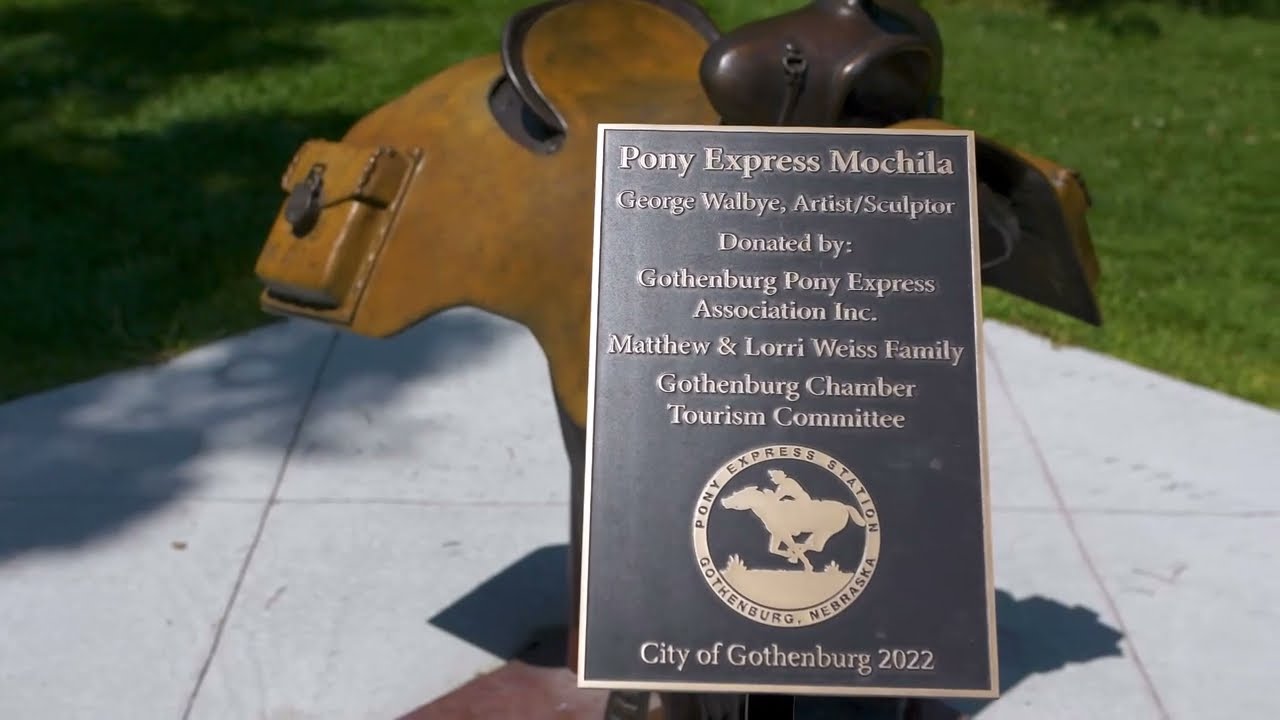 Pony Express Mochila
George Walbye, Artist/Sculptor
Donated by:
Gothenburg Pony Express
Association Inc.
Matthew & Lorri Weiss Family
Gothenburg Chamber
Tourism Committee
PONY EXPRESS STATION
GOTHENBURG, NEBRASKA
City of Gothenburg 2022